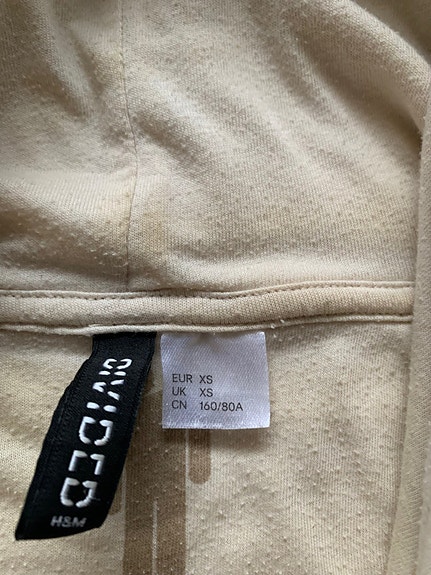 DIVIDED
H&M
EUR XS
UK XS
CN 160/80A